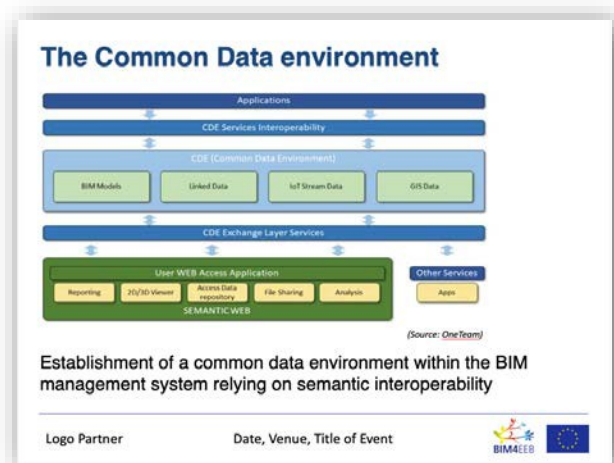 The Common Data environment
Applications
CDE Services Interoperability
CDE (Common Data Environment)
BIM Models
Linked Data
IoT Stream Data
GIS Data
CDE Exchange Layer Services
User WEB Access Application
Other Services
Reporting
2D/3D Viewer
Access Data
repository
File Sharing
Analysis
Apps
SEMANTIC WEB
(Source: OneTeam)
Establishment of a common data environment within the BIM
management system relying on semantic interoperability
Logo Partner
Date, Venue, Title of Event
BIM4EEB